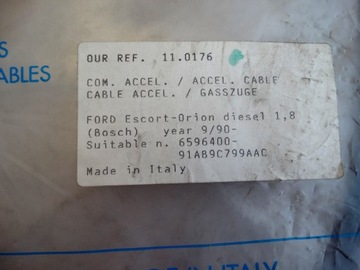 S
ABLES
OUR REF. 11.0176
COM. ACCEL. / ACCEL. CABLE
CABLE ACCEL. / GASSZUGE
FORD Escort-Orion diesel 1,8
(Bosch) year 9/90-
Suitable n. 6596400-
91AB9C799AAC
Made in Italy
ITALY